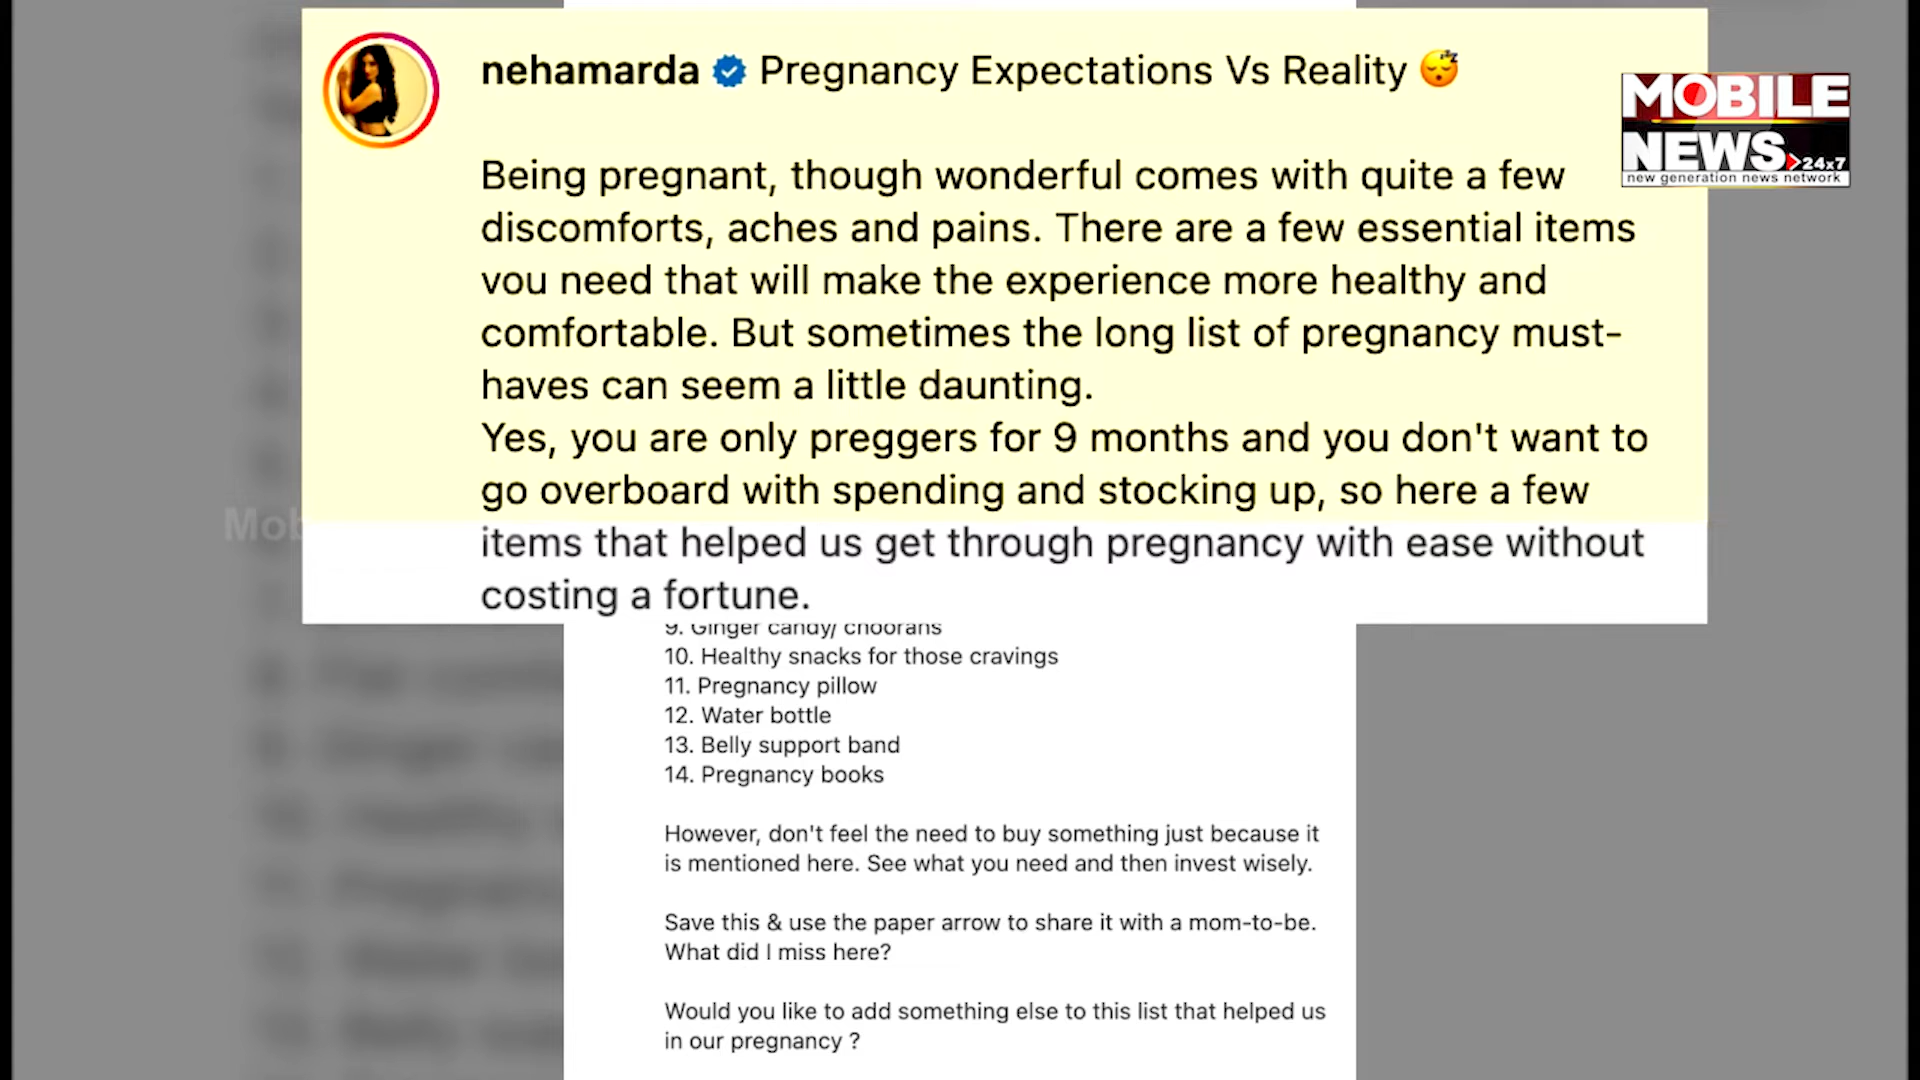 nehamarda Pregnancy Expectations Vs Reality 😴
MOBILE
NEWS 24x7
new generation news network
Being pregnant, though wonderful comes with quite a few
discomforts, aches and pains. There are a few essential items
you need that will make the experience more healthy and
comfortable. But sometimes the long list of pregnancy must-
haves can seem a little daunting.
Yes, you are only preggers for 9 months and you don't want to
go overboard with spending and stocking up, so here a few
Mob
items that helped us get through pregnancy with ease without
costing a fortune.
9. Ginger candy/ choorans
10. Healthy snacks for those cravings
11. Pregnancy pillow
12. Water bottle
13. Belly support band
14. Pregnancy books
However, don't feel the need to buy something just because it
is mentioned here. See what you need and then invest wisely.
Save this & use the paper arrow to share it with a mom-to-be.
What did I miss here?
Would you like to add something else to this list that helped us
in our pregnancy ?